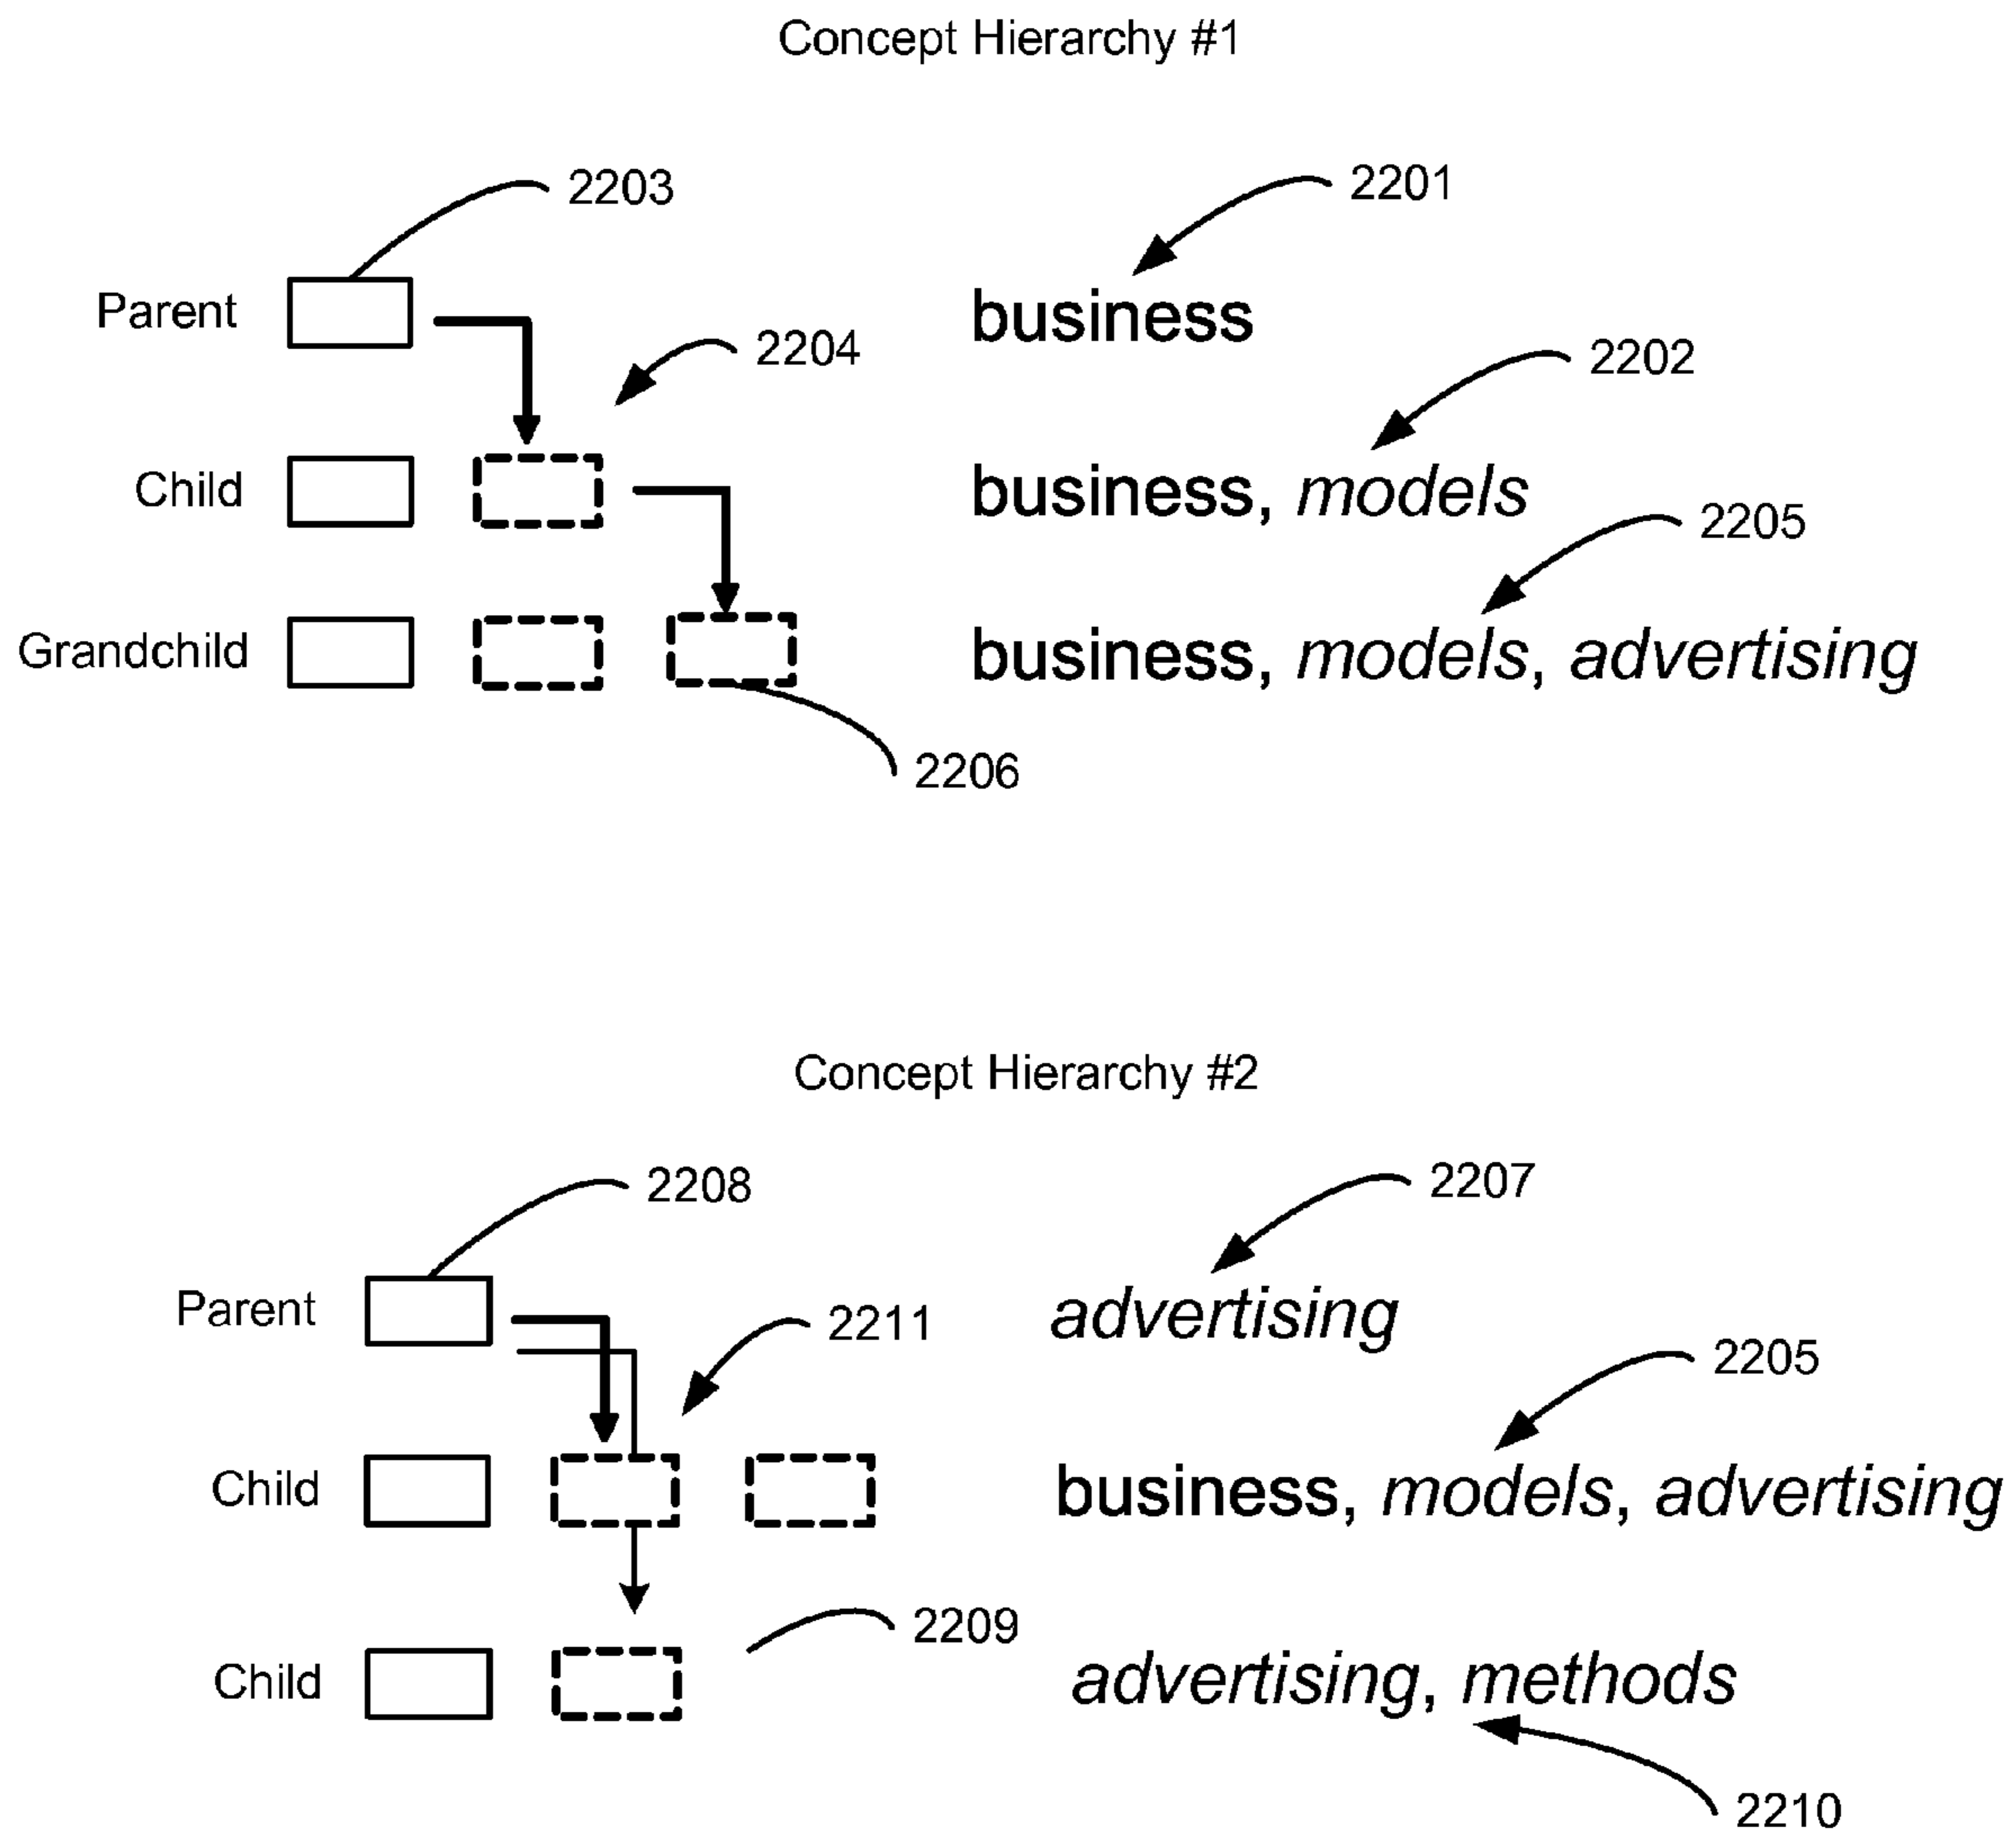 Concept Hierarchy #1
2203
2201
Parent
business
2204
2202
Child
business, models
2205
Grandchild
business, models, advertising
2206
Concept Hierarchy #2
2208
2207
Parent
advertising
2211
2205
Child
business, models, advertising
2209
Child
advertising, methods
2210